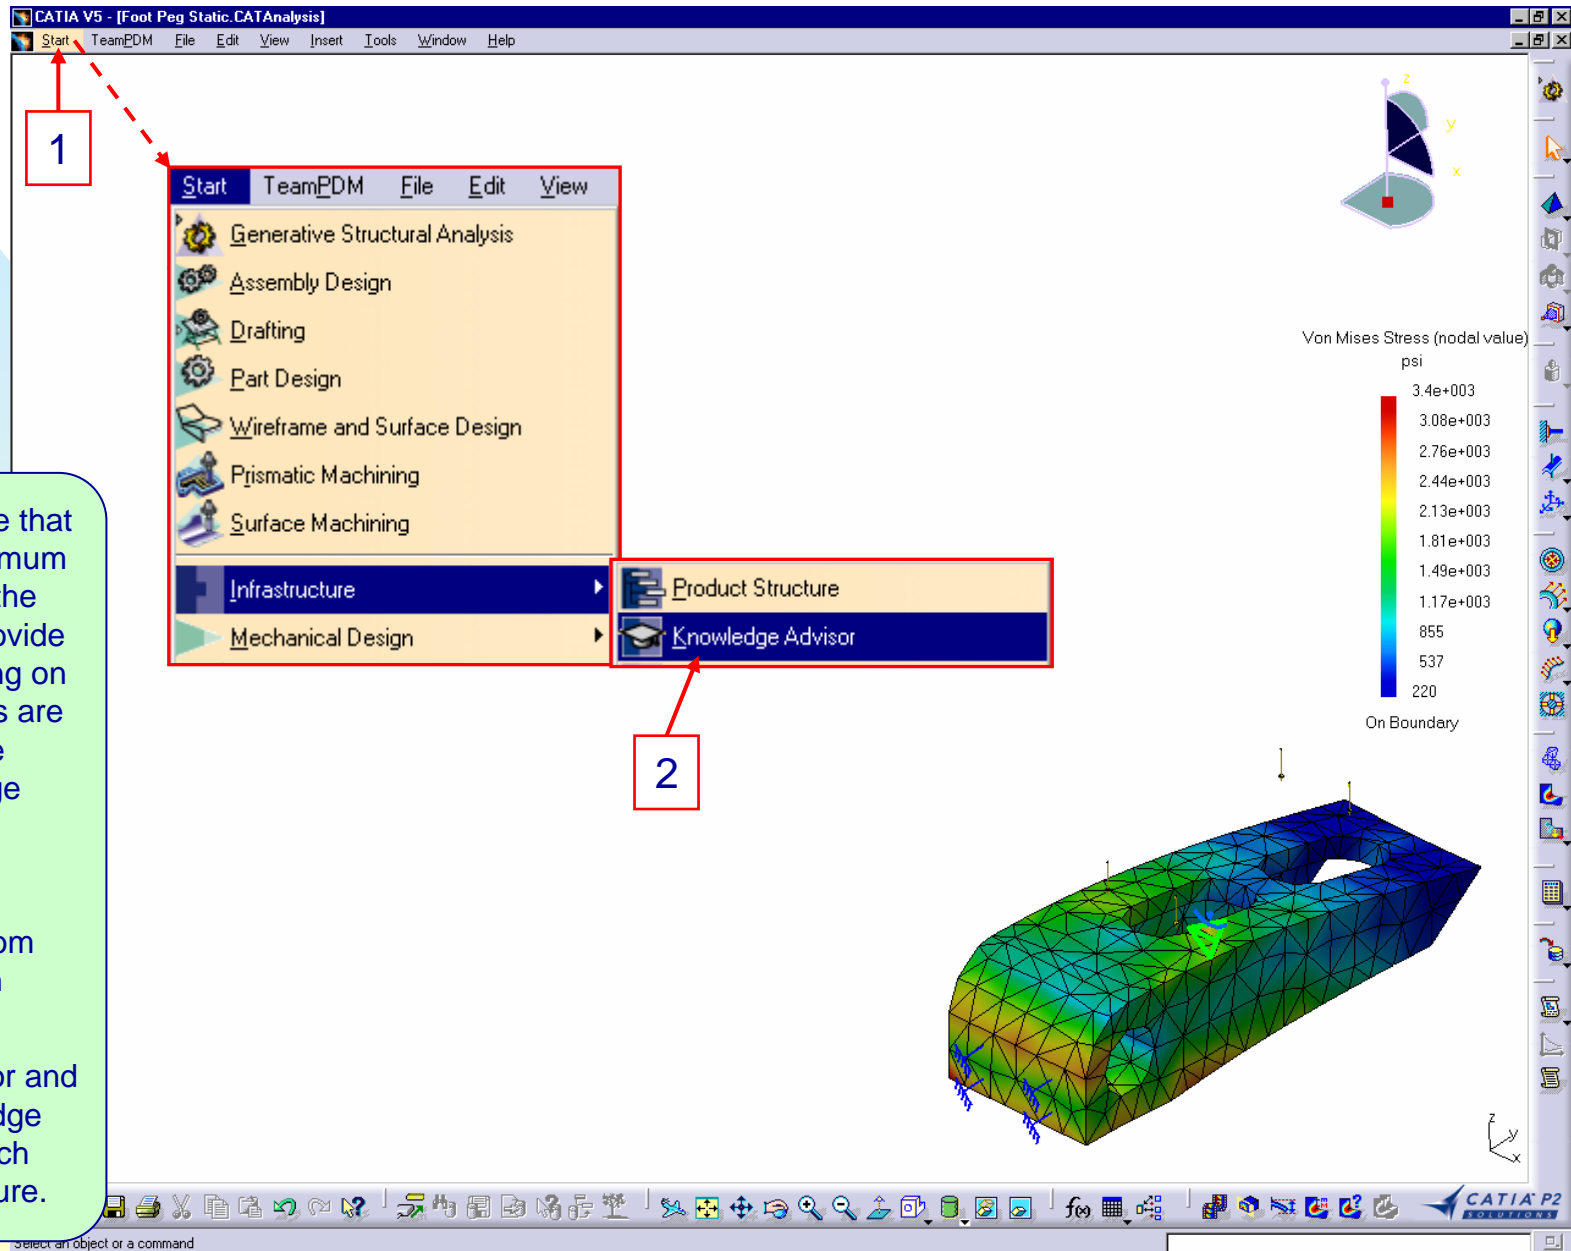 CATIA V5 - [Foot Peg Static.CATAnalysis]
Start TeamPDM File Edit View Insert Tools Window Help
1
Start TeamPDM File Edit View
Generative Structural Analysis
Assembly Design
Drafting
Part Design
Wireframe and Surface Design
Prismatic Machining
Surface Machining
Infrastructure
Mechanical Design
Product Structure
Knowledge Advisor
2
z
y
x
Von Mises Stress (nodal value)
psi
3.4e+003
3.08e+003
2.76e+003
2.44e+003
2.13e+003
1.81e+003
1.49e+003
1.17e+003
855
537
220
On Boundary
e that
mum
the
ovide
ng on
s are
e
ge
om
n
or and
dge
ch
ure.
z
y
x
f(x)
CATIA P2
SOLUTIONS
Select an object or a command